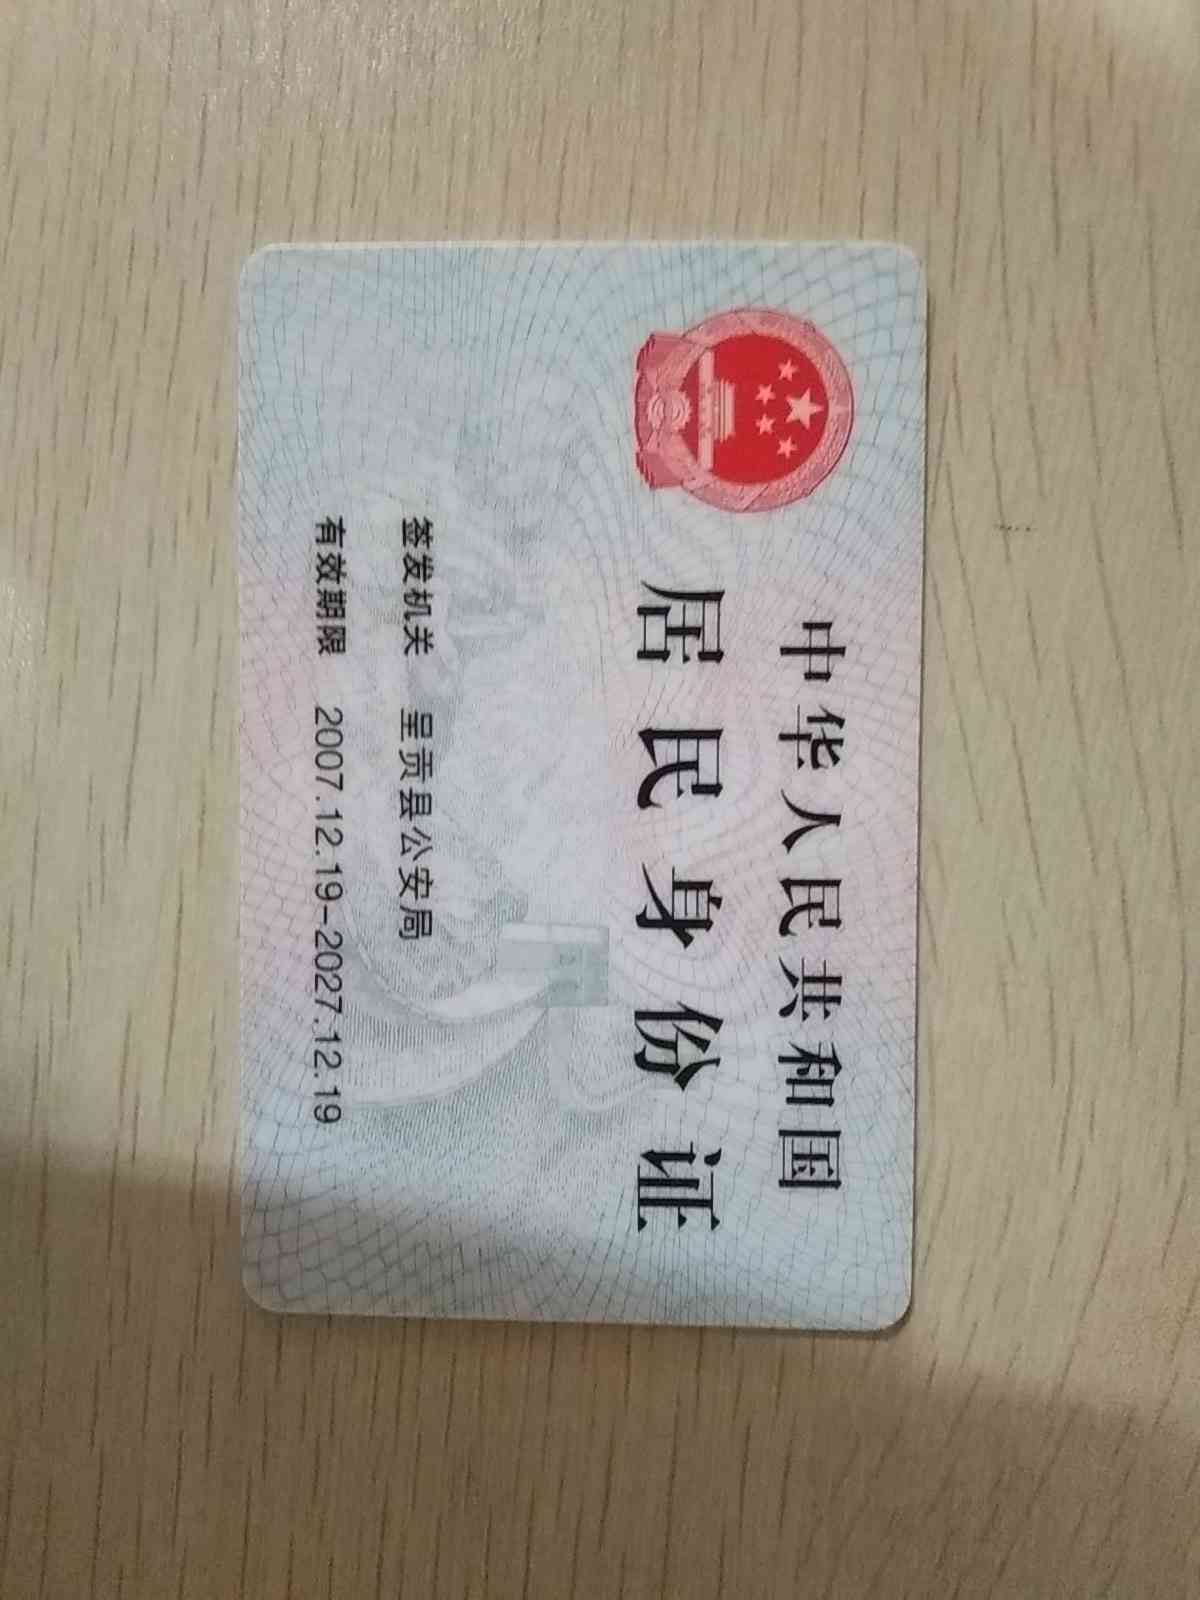 中华人民共和国
居民身份证
签发机关 呈贡县公安局
有效期限 2007.12.19-2027.12.19